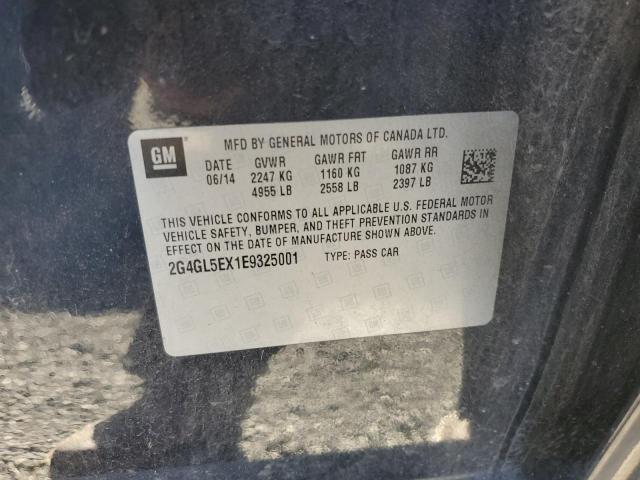 GM
MFD BY GENERAL MOTORS OF CANADA LTD.
DATE GVWR GAWR FRT GAWR RR
06/14 2247 KG 1160 KG 1087 KG
4955 LB 2558 LB 2397 LB
THIS VEHICLE CONFORMS TO ALL APPLICABLE U.S. FEDERAL MOTOR
VEHICLE SAFETY, BUMPER, AND THEFT PREVENTION STANDARDS IN
EFFECT ON THE DATE OF MANUFACTURE SHOWN ABOVE.
2G4GL5EX1E9325001 TYPE: PASS CAR